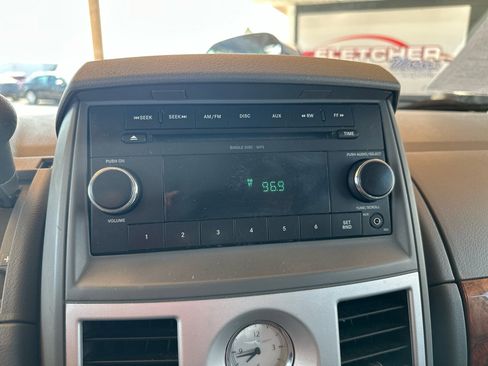 FLETCHER
|◄◄ SEEK SEEK ►►| AM/FM DISC AUX ◄◄ RW FF ►►
TIME
SINGLE DISC · MP3
PUSH ON PUSH AUDIO/SELECT
96.9
VOLUME TUNE/SCROLL
1 2 3 4 5 6 SET
RND
AUX